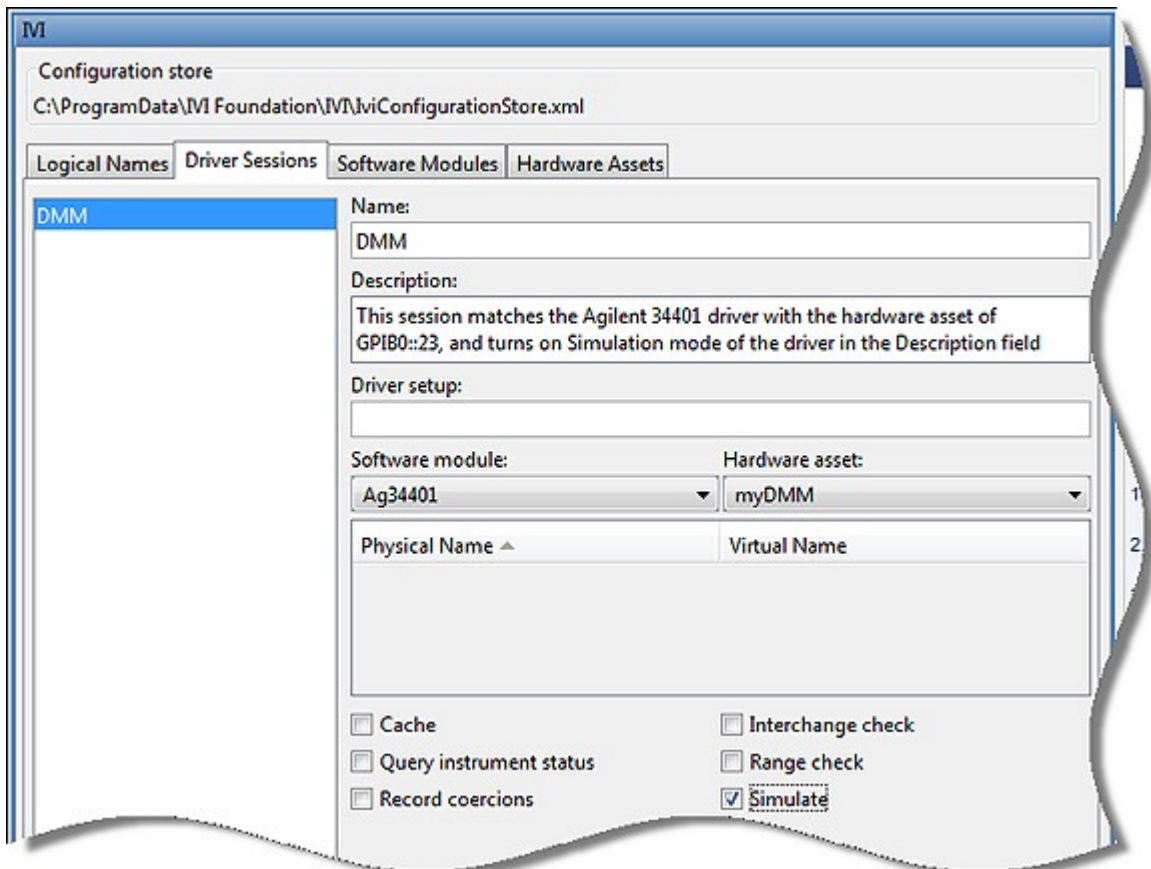 IVI
Configuration store
C:\ProgramData\IVI Foundation\IVI\IviConfigurationStore.xml
Logical Names Driver Sessions Software Modules Hardware Assets
DMM
Name:
DMM
Description:
This session matches the Agilent 34401 driver with the hardware asset of
GPIB0::23, and turns on Simulation mode of the driver in the Description field
Driver setup:
Software module: Hardware asset:
Ag34401 myDMM
Physical Name Virtual Name
Cache Interchange check
Query instrument status Range check
Record coercions Simulate